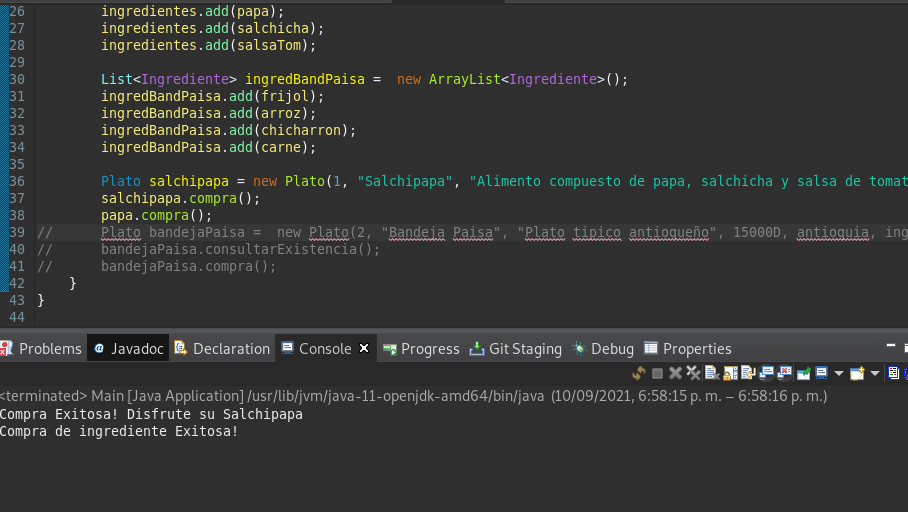 26 ingredientes.add(papa);
27 ingredientes.add(salchicha);
28 ingredientes.add(salsaTom);
29
30 List<Ingrediente> ingredBandPaisa =  new ArrayList<Ingrediente>();
31 ingredBandPaisa.add(frijol);
32 ingredBandPaisa.add(arroz);
33 ingredBandPaisa.add(chicharron);
34 ingredBandPaisa.add(carne);
35
36 Plato salchipapa = new Plato(1, "Salchipapa", "Alimento compuesto de papa, salchicha y salsa de tomat
37 salchipapa.compra();
38 papa.compra();
39 // Plato bandejaPaisa =  new Plato(2, "Bandeja Paisa", "Plato tipico antioqueño", 15000D, antioquia, ing
40 // bandejaPaisa.consultarExistencia();
41 // bandejaPaisa.compra();
42 }
43 }
44
Problems @ Javadoc Declaration Console Progress Git Staging Debug Properties
<terminated> Main [Java Application] /usr/lib/jvm/java-11-openjdk-amd64/bin/java (10/09/2021, 6:58:15 p. m. – 6:58:16 p. m.)
Compra Exitosa! Disfrute su Salchipapa
Compra de ingrediente Exitosa!